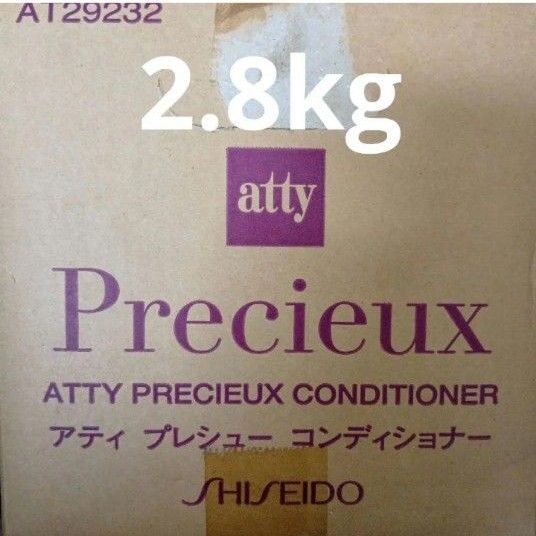 AT29232
2.8kg
atty
Precieux
ATTY PRECIEUX CONDITIONER
アティ プレシュー コンディショナー
SHISEIDO